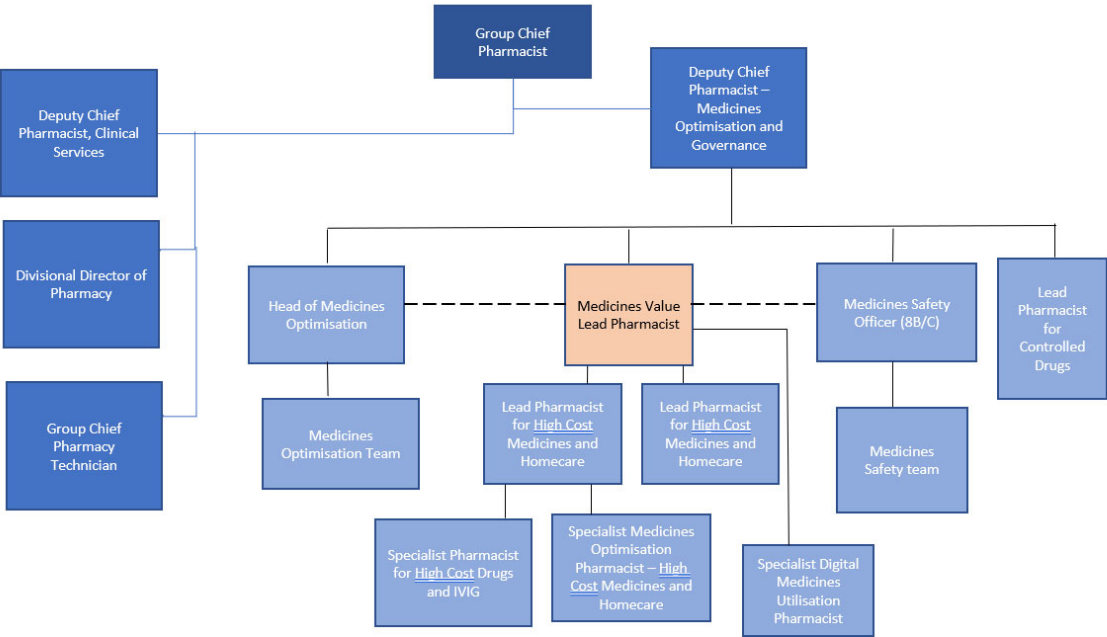 Group Chief
Pharmacist
Deputy Chief
Pharmacist –
Medicines
Optimisation and
Governance
Deputy Chief
Pharmacist, Clinical
Services
Divisional Director of
Pharmacy
Group Chief
Pharmacy
Technician
Head of Medicines
Optimisation
Medicines Value
Lead Pharmacist
Medicines Safety
Officer (8B/C)
Lead
Pharmacist
for
Controlled
Drugs
Medicines
Optimisation Team
Lead Pharmacist
for High Cost
Medicines and
Homecare
Lead Pharmacist
for High Cost
Medicines and
Homecare
Medicines
Safety team
Specialist Pharmacist
for High Cost Drugs
and IVIG
Specialist Medicines
Optimisation
Pharmacist – High
Cost Medicines and
Homecare
Specialist Digital
Medicines
Utilisation
Pharmacist